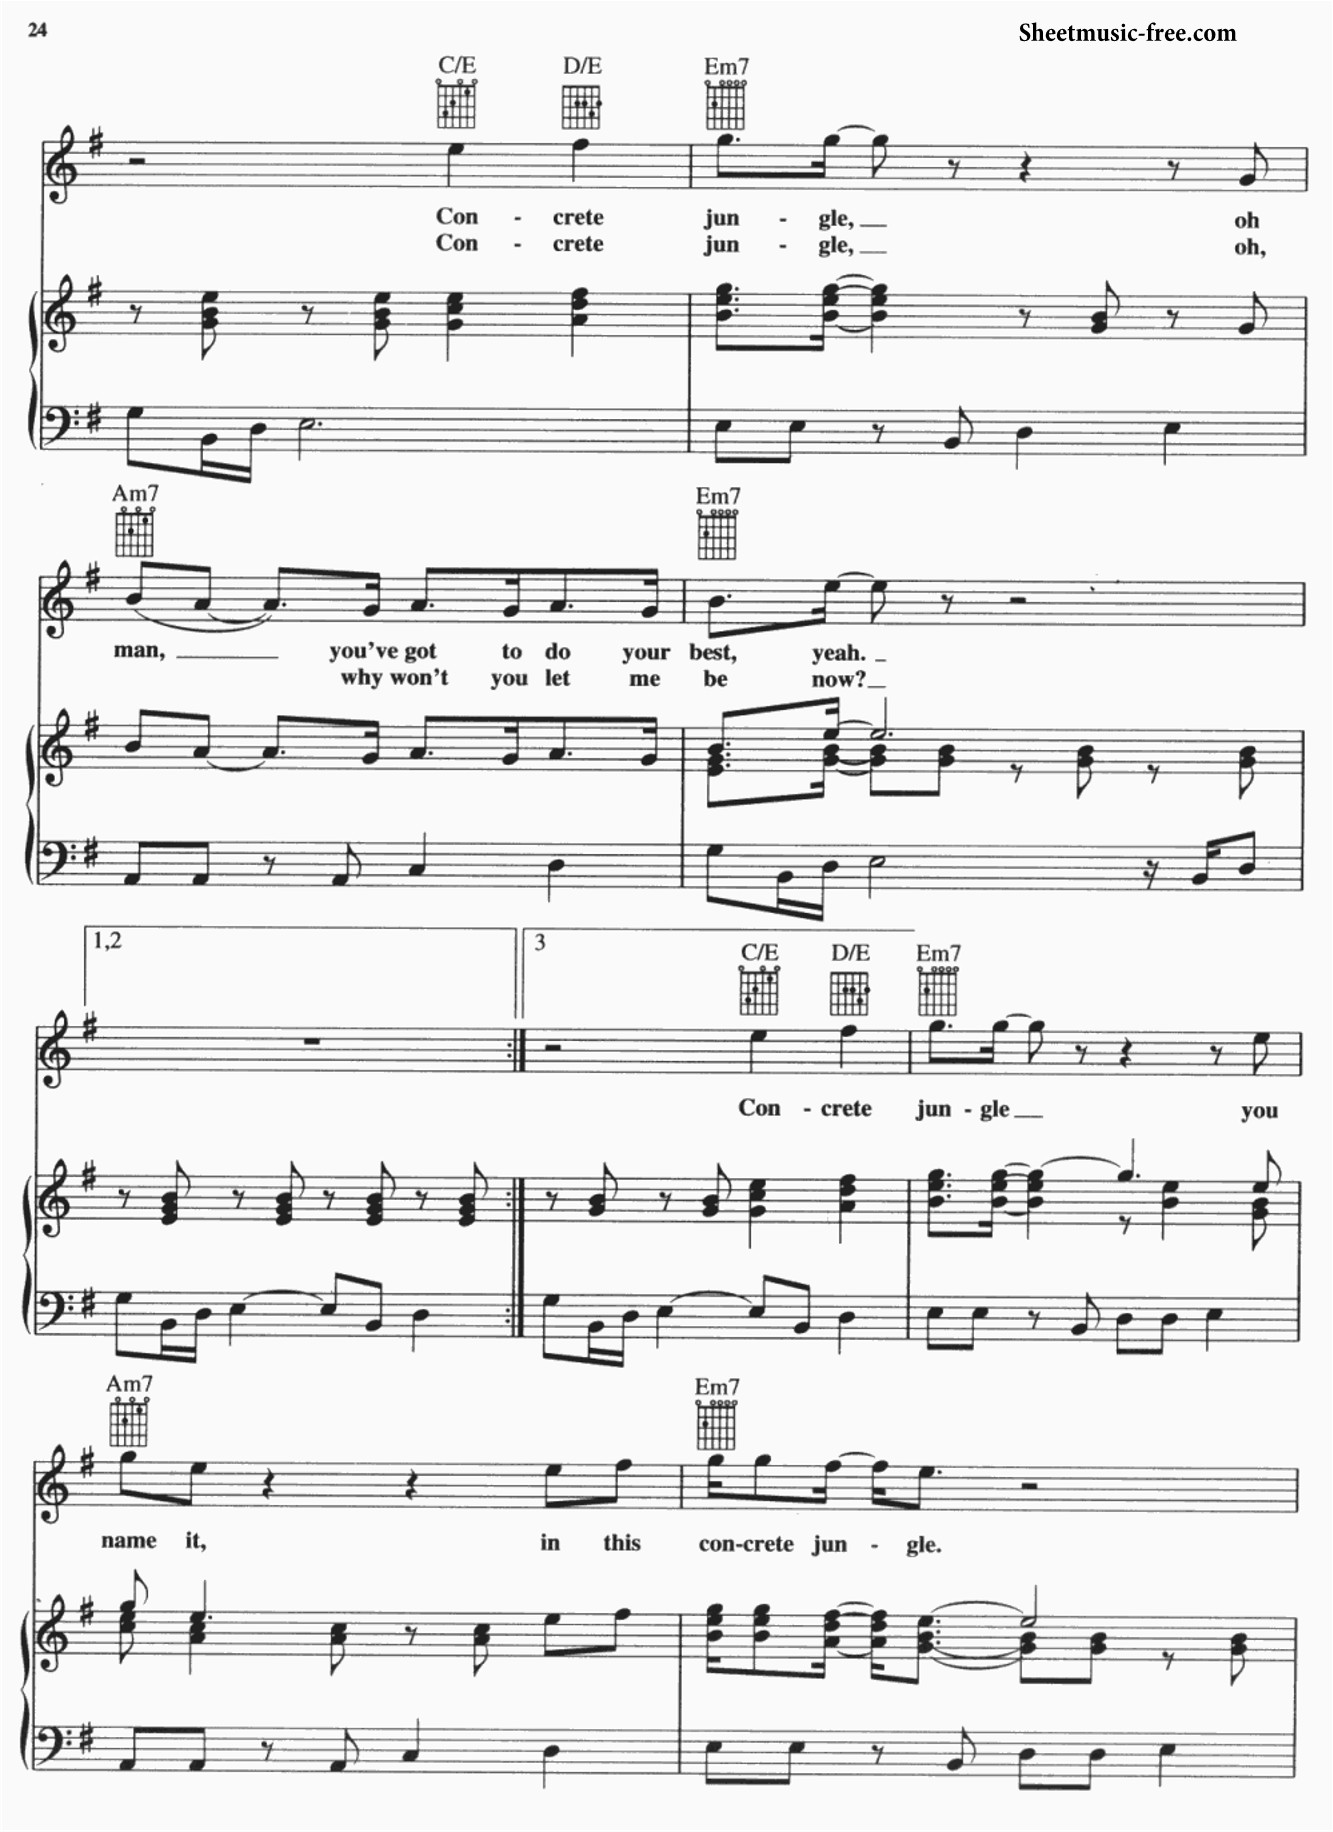 24
Sheetmusic-free.com
C/E D/E Em7
Con - crete jun - gle, oh
Con - crete jun - gle, oh,
Am7 Em7
man, you've got to do your best, yeah.
why won't you let me be now?
1,2 3 C/E D/E Em7
Con - crete jun - gle you
Am7 Em7
name it, in this con-crete jun - gle.